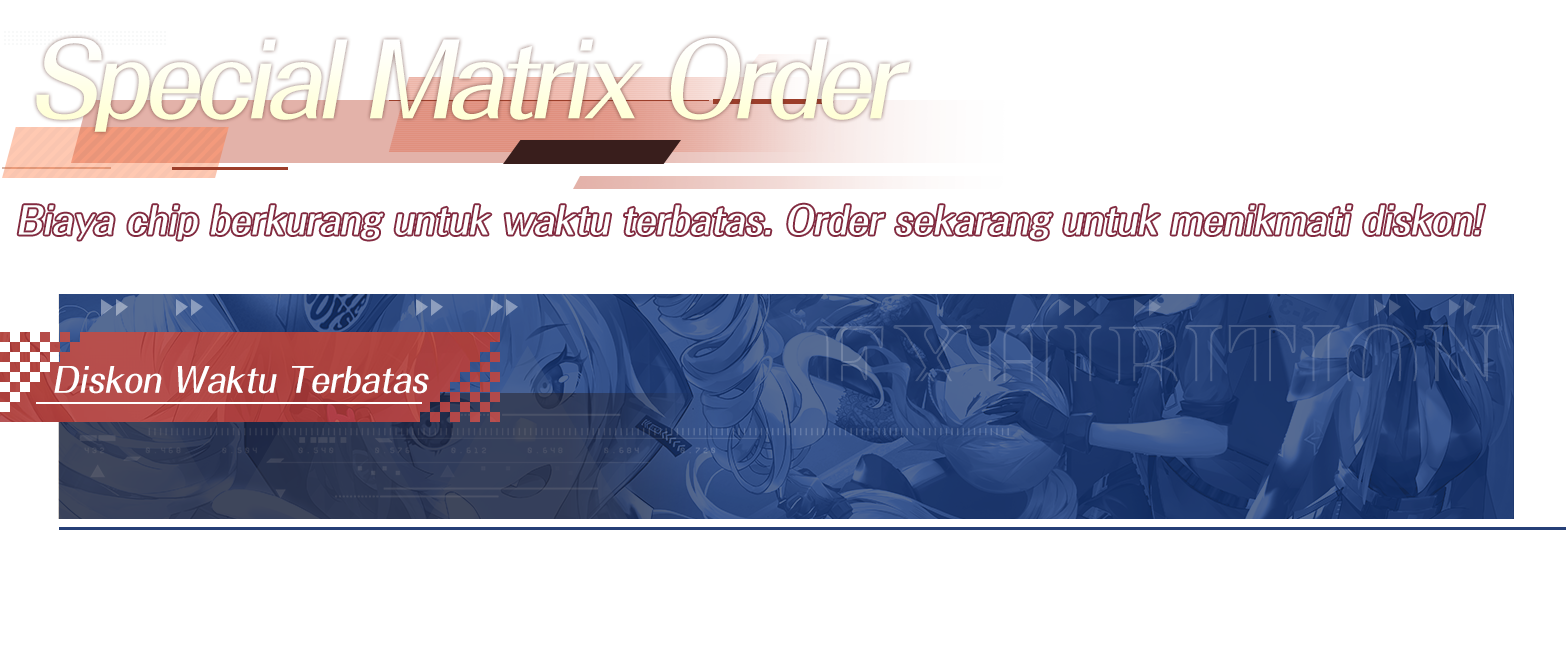 Special Matrix Order
Biaya chip berkurang untuk waktu terbatas. Order sekarang untuk menikmati diskon!
EXHIBITION
Diskon Waktu Terbatas